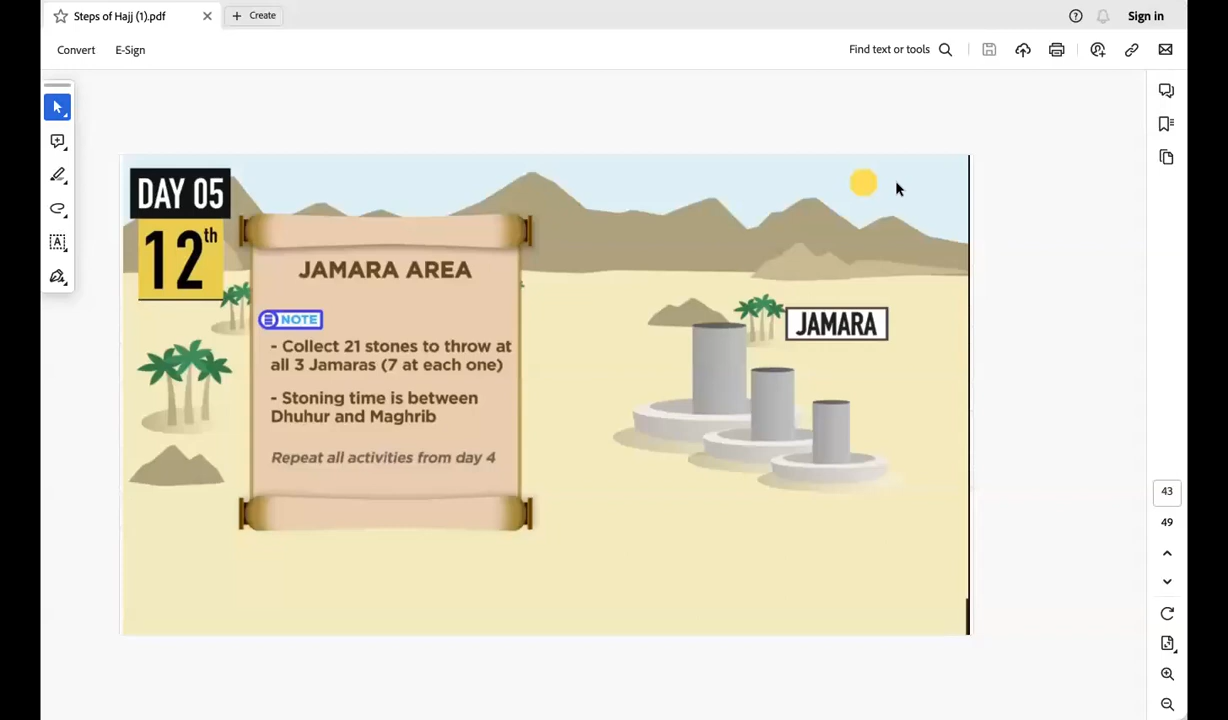 Steps of Hajj (1).pdf
Create
Sign in
Convert
E-Sign
Find text or tools
DAY 05
12th
JAMARA AREA
NOTE
- Collect 21 stones to throw at
all 3 Jamaras (7 at each one)
- Stoning time is between
Dhuhur and Maghrib
Repeat all activities from day 4
JAMARA
43
49